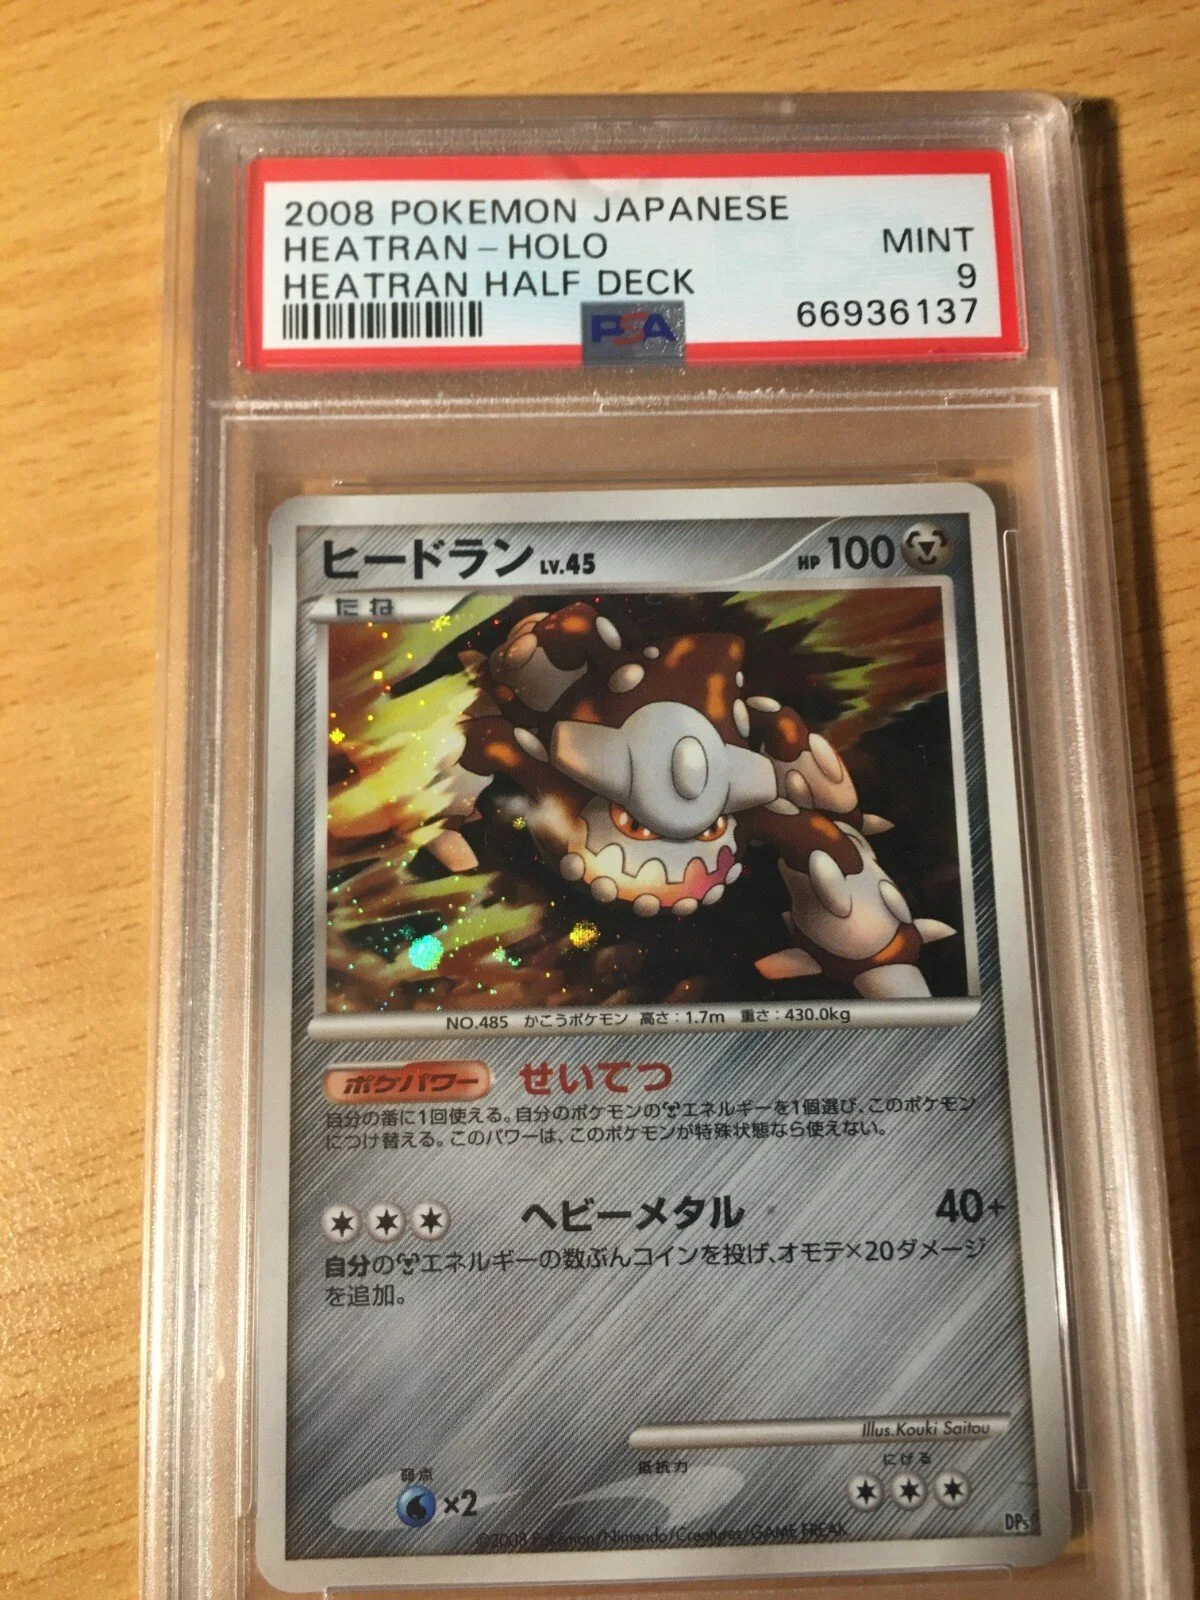 2008 POKEMON JAPANESE
HEATRAN - HOLO MINT
HEATRAN HALF DECK 9
PSA 66936137
ヒードラン LV.45 HP 100
たね
NO.485 かこうポケモン 高さ：1.7m 重さ：430.0kg
ポケパワー せいてつ
自分の番に1回使える。自分のポケモンのエネルギーを1個選び、このポケモン
につけ替える。このパワーは、このポケモンが特殊状態なら使えない。
ヘビーメタル 40+
自分のエネルギーの数ぶんコインを投げ、オモテ×20ダメージ
を追加。
Illus.Kouki Saitou
弱点 抵抗力 にげる
×2
©2008 Pokémon/Nintendo/Creatures/GAME FREAK
DPs